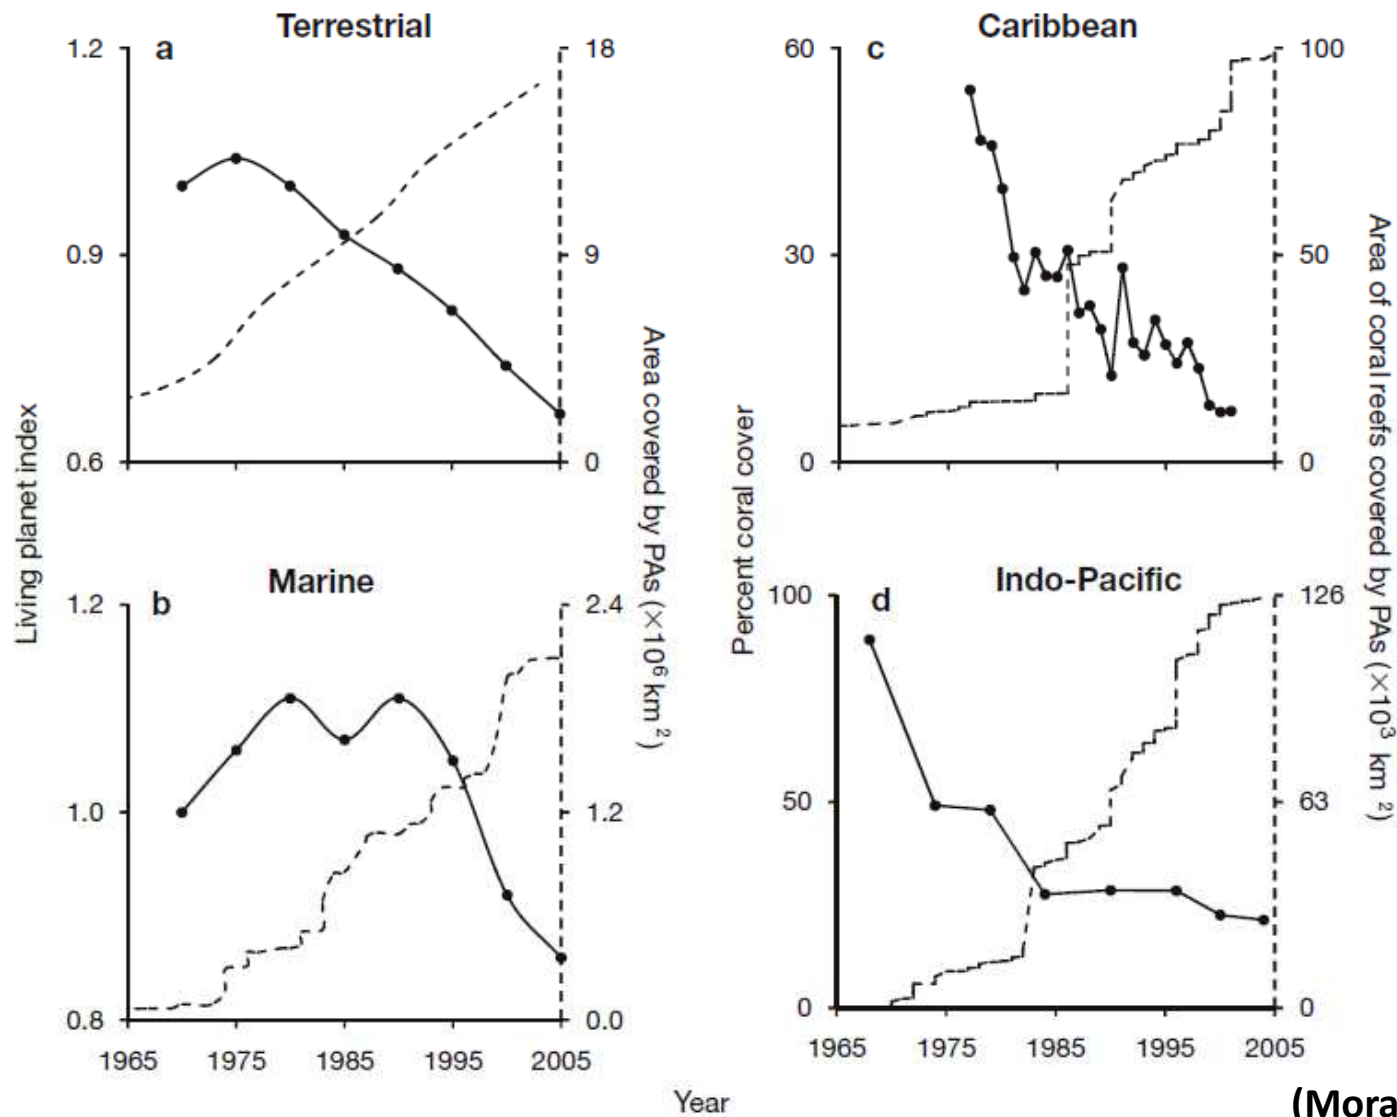 Terrestrial
a
1.2
0.9
0.6
18
9
0
Living planet index
Area covered by PAs (×10⁶ km²)
Marine
b
1.2
1.0
0.8
2.4
1.2
0.0
1965 1975 1985 1995 2005
Caribbean
c
60
30
0
100
50
0
Percent coral cover
Area of coral reefs covered by PAs (×10³ km²)
Indo-Pacific
d
100
50
0
126
63
0
1965 1975 1985 1995 2005
Year
(Mora